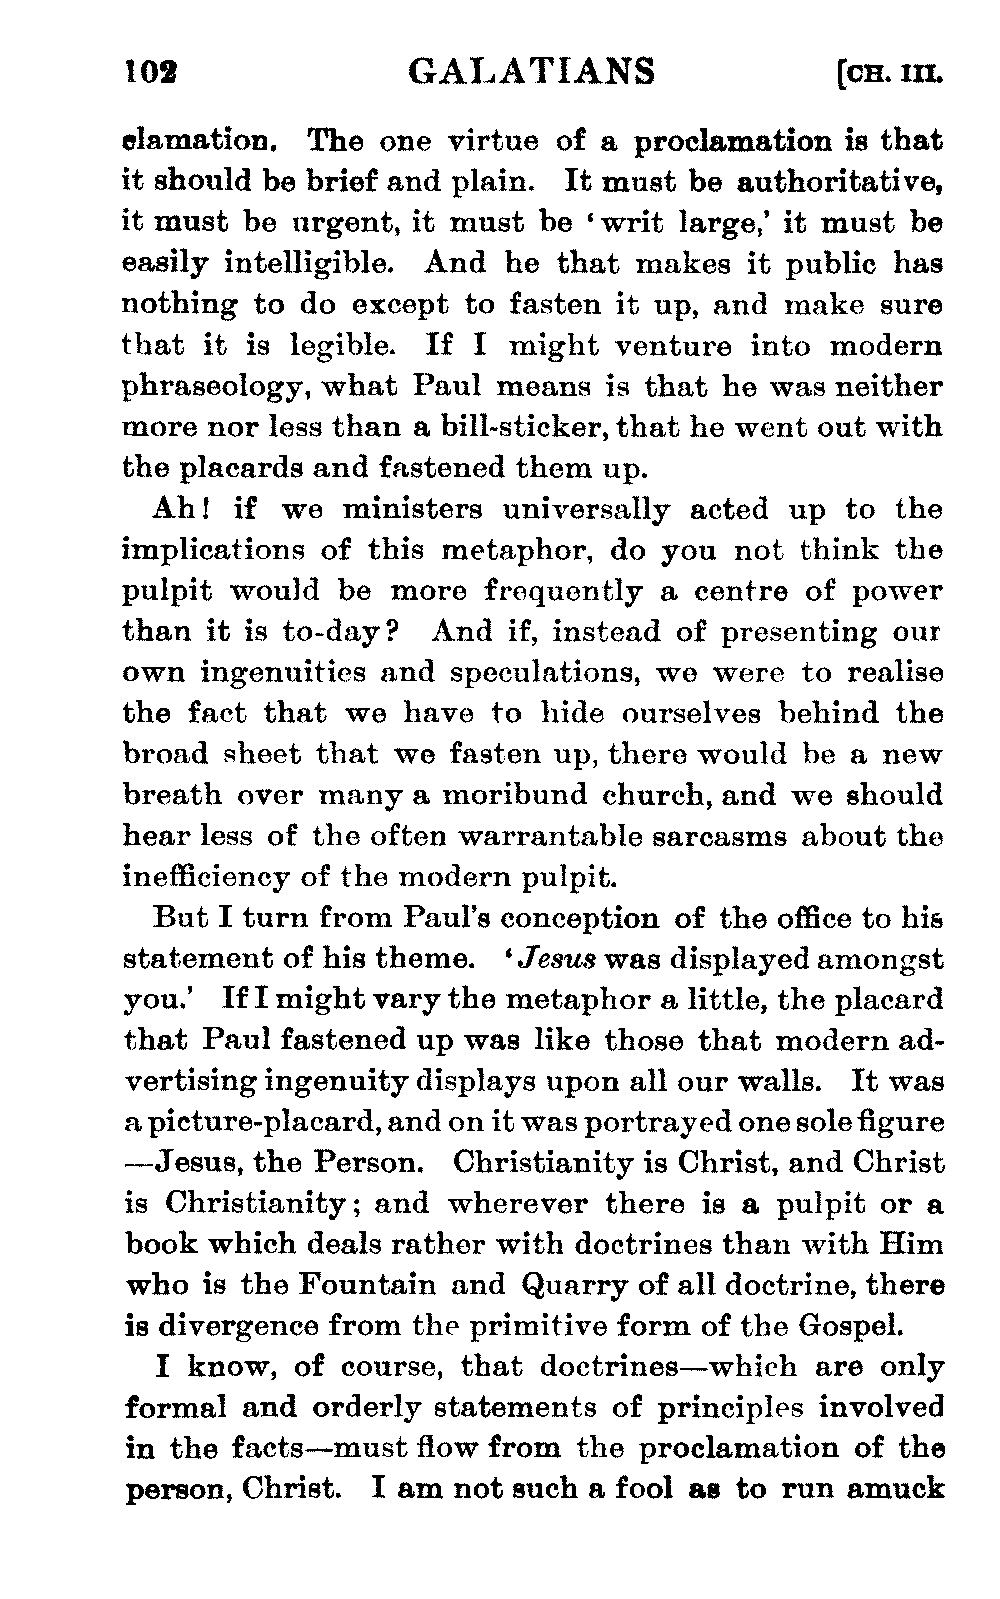 102 GALATIANS [CH. III.
clamation. The one virtue of a proclamation is that
it should be brief and plain. It must be authoritative,
it must be urgent, it must be ‘writ large,’ it must be
easily intelligible. And he that makes it public has
nothing to do except to fasten it up, and make sure
that it is legible. If I might venture into modern
phraseology, what Paul means is that he was neither
more nor less than a bill-sticker, that he went out with
the placards and fastened them up.
Ah! if we ministers universally acted up to the
implications of this metaphor, do you not think the
pulpit would be more frequently a centre of power
than it is to-day? And if, instead of presenting our
own ingenuities and speculations, we were to realise
the fact that we have to hide ourselves behind the
broad sheet that we fasten up, there would be a new
breath over many a moribund church, and we should
hear less of the often warrantable sarcasms about the
inefficiency of the modern pulpit.
But I turn from Paul’s conception of the office to his
statement of his theme. ‘Jesus was displayed amongst
you.’ If I might vary the metaphor a little, the placard
that Paul fastened up was like those that modern ad-
vertising ingenuity displays upon all our walls. It was
a picture-placard, and on it was portrayed one sole figure
—Jesus, the Person. Christianity is Christ, and Christ
is Christianity; and wherever there is a pulpit or a
book which deals rather with doctrines than with Him
who is the Fountain and Quarry of all doctrine, there
is divergence from the primitive form of the Gospel.
I know, of course, that doctrines—which are only
formal and orderly statements of principles involved
in the facts—must flow from the proclamation of the
person, Christ. I am not such a fool as to run amuck